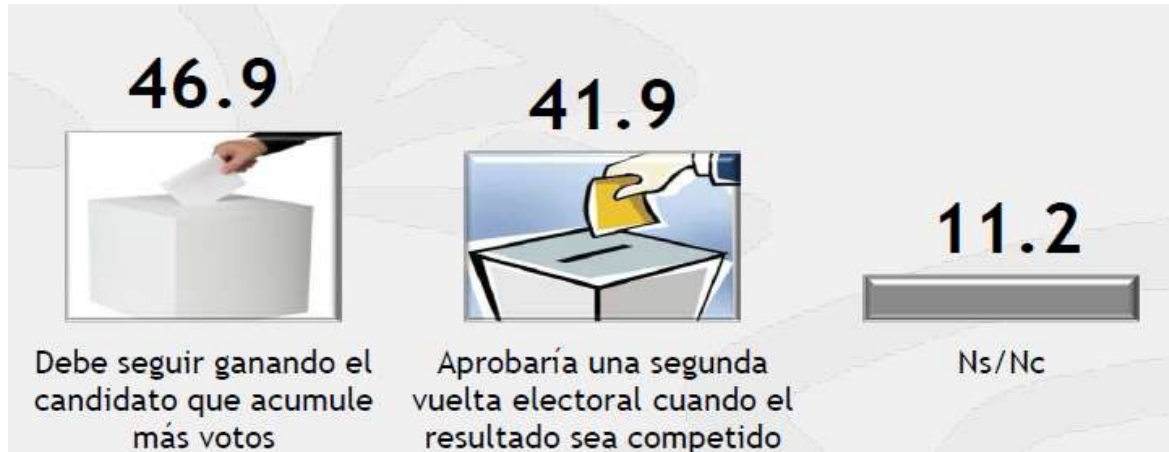 46.9
Debe seguir ganando el
candidato que acumule
más votos
41.9
Aprobaría una segunda
vuelta electoral cuando el
resultado sea competido
11.2
Ns/Nc